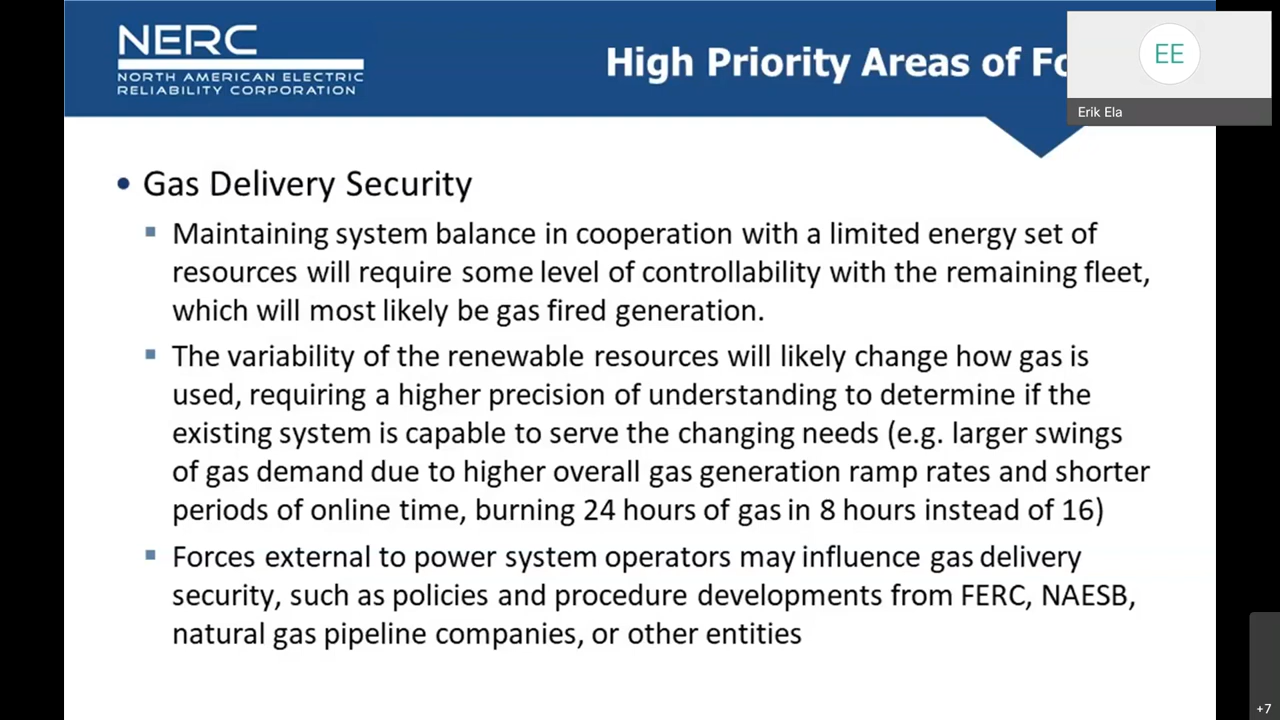 NERC
NORTH AMERICAN ELECTRIC
RELIABILITY CORPORATION
High Priority Areas of
EE
Erik Ela
• Gas Delivery Security
▪ Maintaining system balance in cooperation with a limited energy set of
resources will require some level of controllability with the remaining fleet,
which will most likely be gas fired generation.
▪ The variability of the renewable resources will likely change how gas is
used, requiring a higher precision of understanding to determine if the
existing system is capable to serve the changing needs (e.g. larger swings
of gas demand due to higher overall gas generation ramp rates and shorter
periods of online time, burning 24 hours of gas in 8 hours instead of 16)
▪ Forces external to power system operators may influence gas delivery
security, such as policies and procedure developments from FERC, NAESB,
natural gas pipeline companies, or other entities
+7